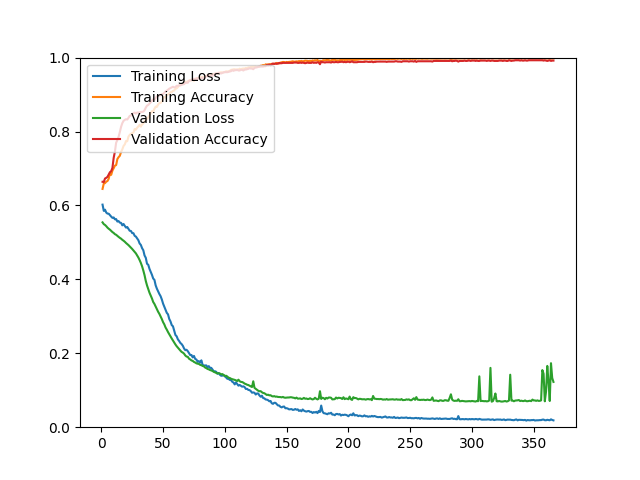 1.0
0.8
0.6
0.4
0.2
0.0
Training Loss
Training Accuracy
Validation Loss
Validation Accuracy
0 50 100 150 200 250 300 350